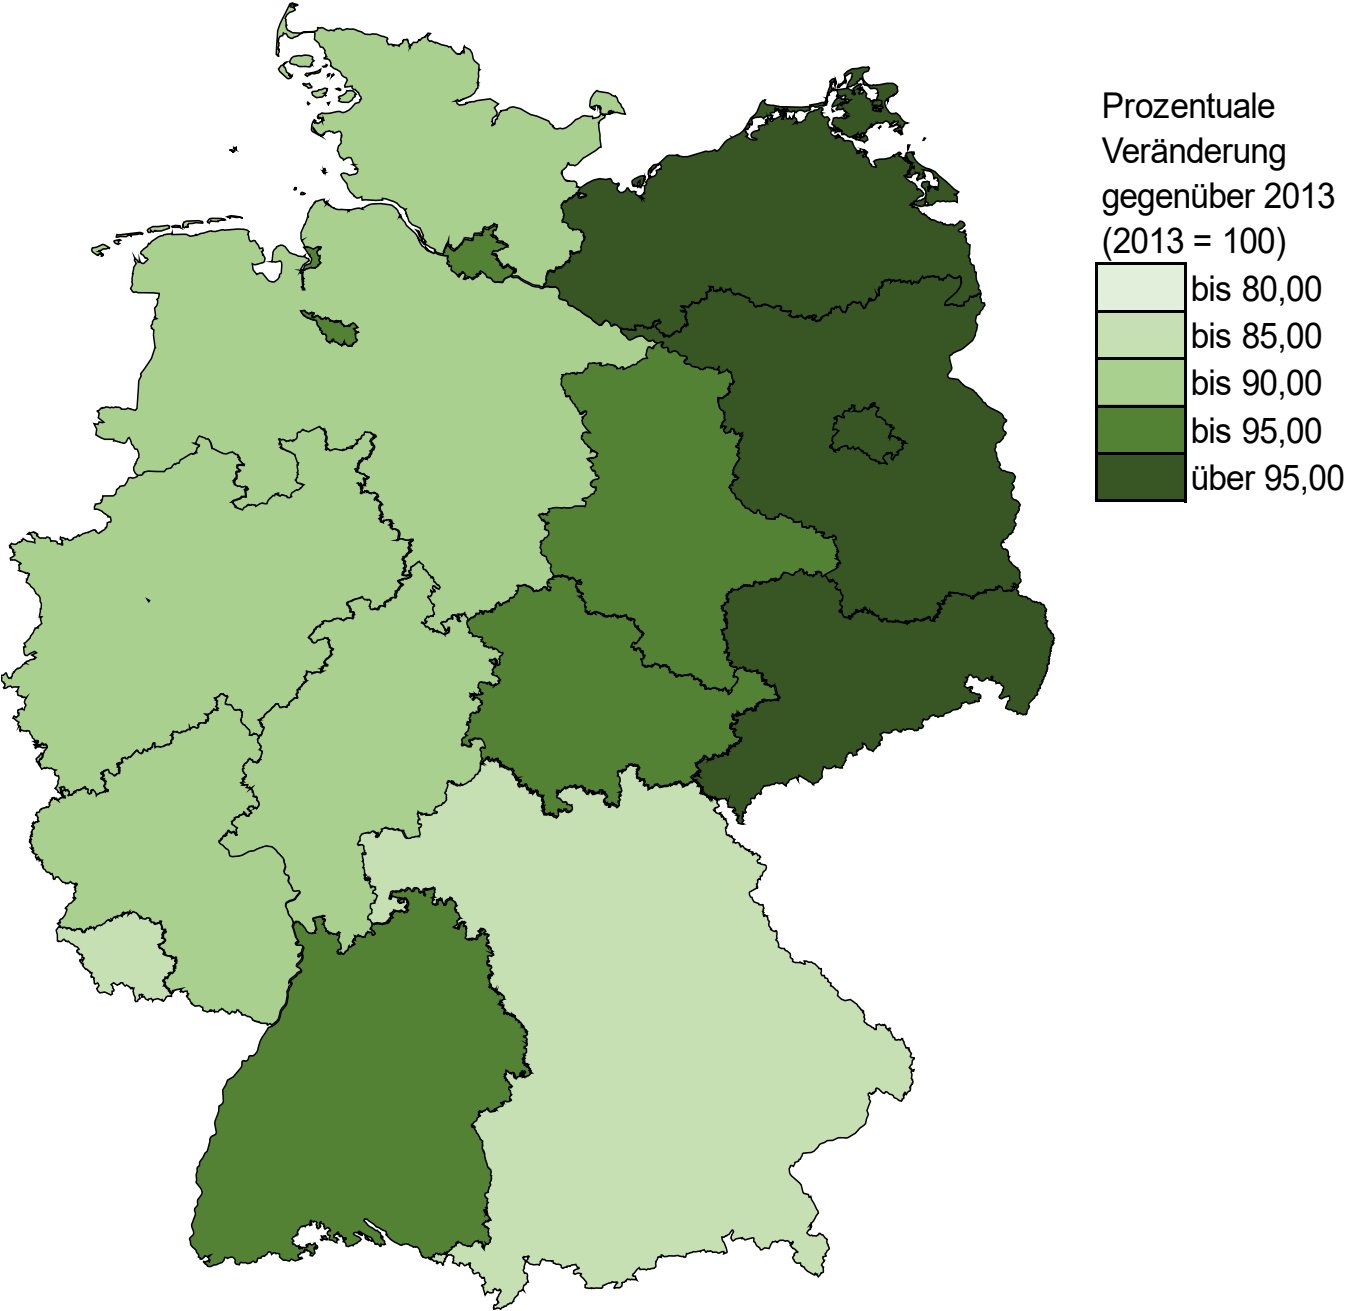 Prozentuale
Veränderung
gegenüber 2013
(2013 = 100)
bis 80,00
bis 85,00
bis 90,00
bis 95,00
über 95,00